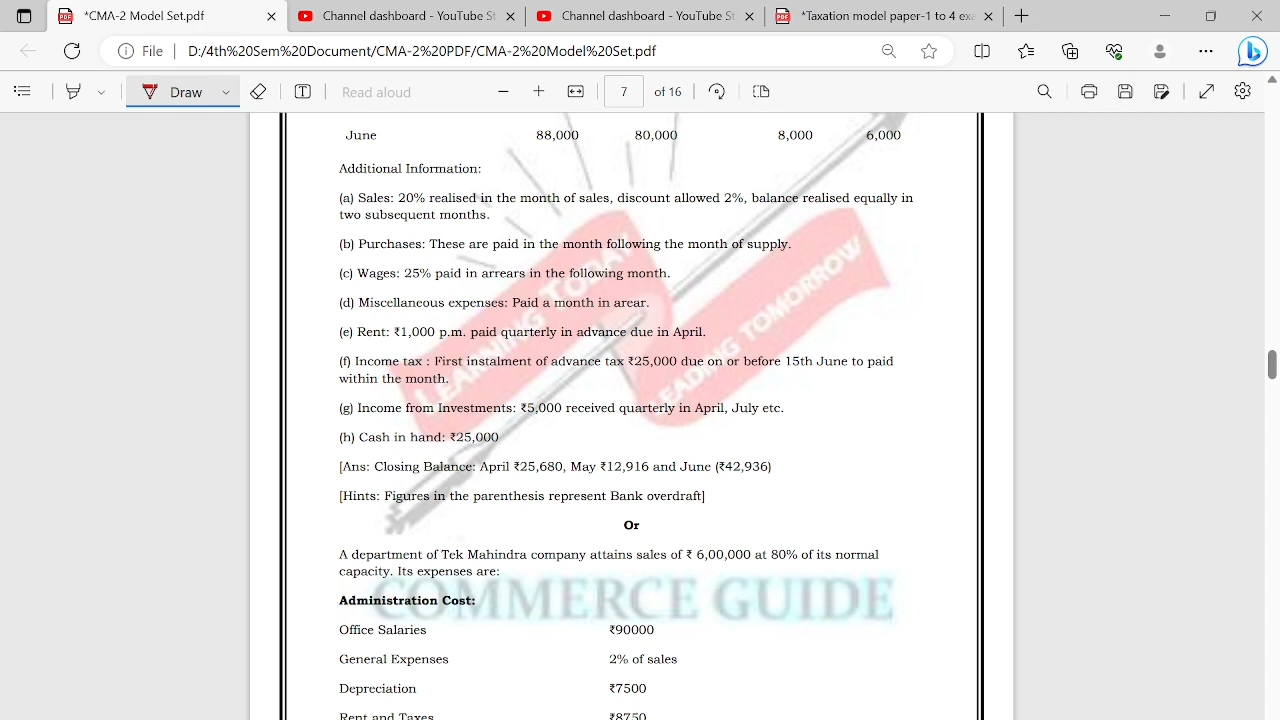 *CMA-2 Model Set.pdf
Channel dashboard - YouTube St
Channel dashboard - YouTube St
*Taxation model paper-1 to 4 exa
File
D:/4th%20Sem%20Document/CMA-2%20PDF/CMA-2%20Model%20Set.pdf
Draw
Read aloud
7
of 16
June 88,000 80,000 8,000 6,000
Additional Information:
(a) Sales: 20% realised in the month of sales, discount allowed 2%, balance realised equally in
two subsequent months.
(b) Purchases: These are paid in the month following the month of supply.
(c) Wages: 25% paid in arrears in the following month.
(d) Miscellaneous expenses: Paid a month in arear.
(e) Rent: ₹1,000 p.m. paid quarterly in advance due in April.
(f) Income tax : First instalment of advance tax ₹25,000 due on or before 15th June to paid
within the month.
(g) Income from Investments: ₹5,000 received quarterly in April, July etc.
(h) Cash in hand: ₹25,000
[Ans: Closing Balance: April ₹25,680, May ₹12,916 and June (₹42,936)
[Hints: Figures in the parenthesis represent Bank overdraft]
Or
A department of Tek Mahindra company attains sales of ₹ 6,00,000 at 80% of its normal
capacity. Its expenses are:
Administration Cost:
Office Salaries ₹90000
General Expenses 2% of sales
Depreciation ₹7500
Rent and Taxes ₹8750
LEARNING TODAY
LEADING TOMORROW
COMMERCE GUIDE